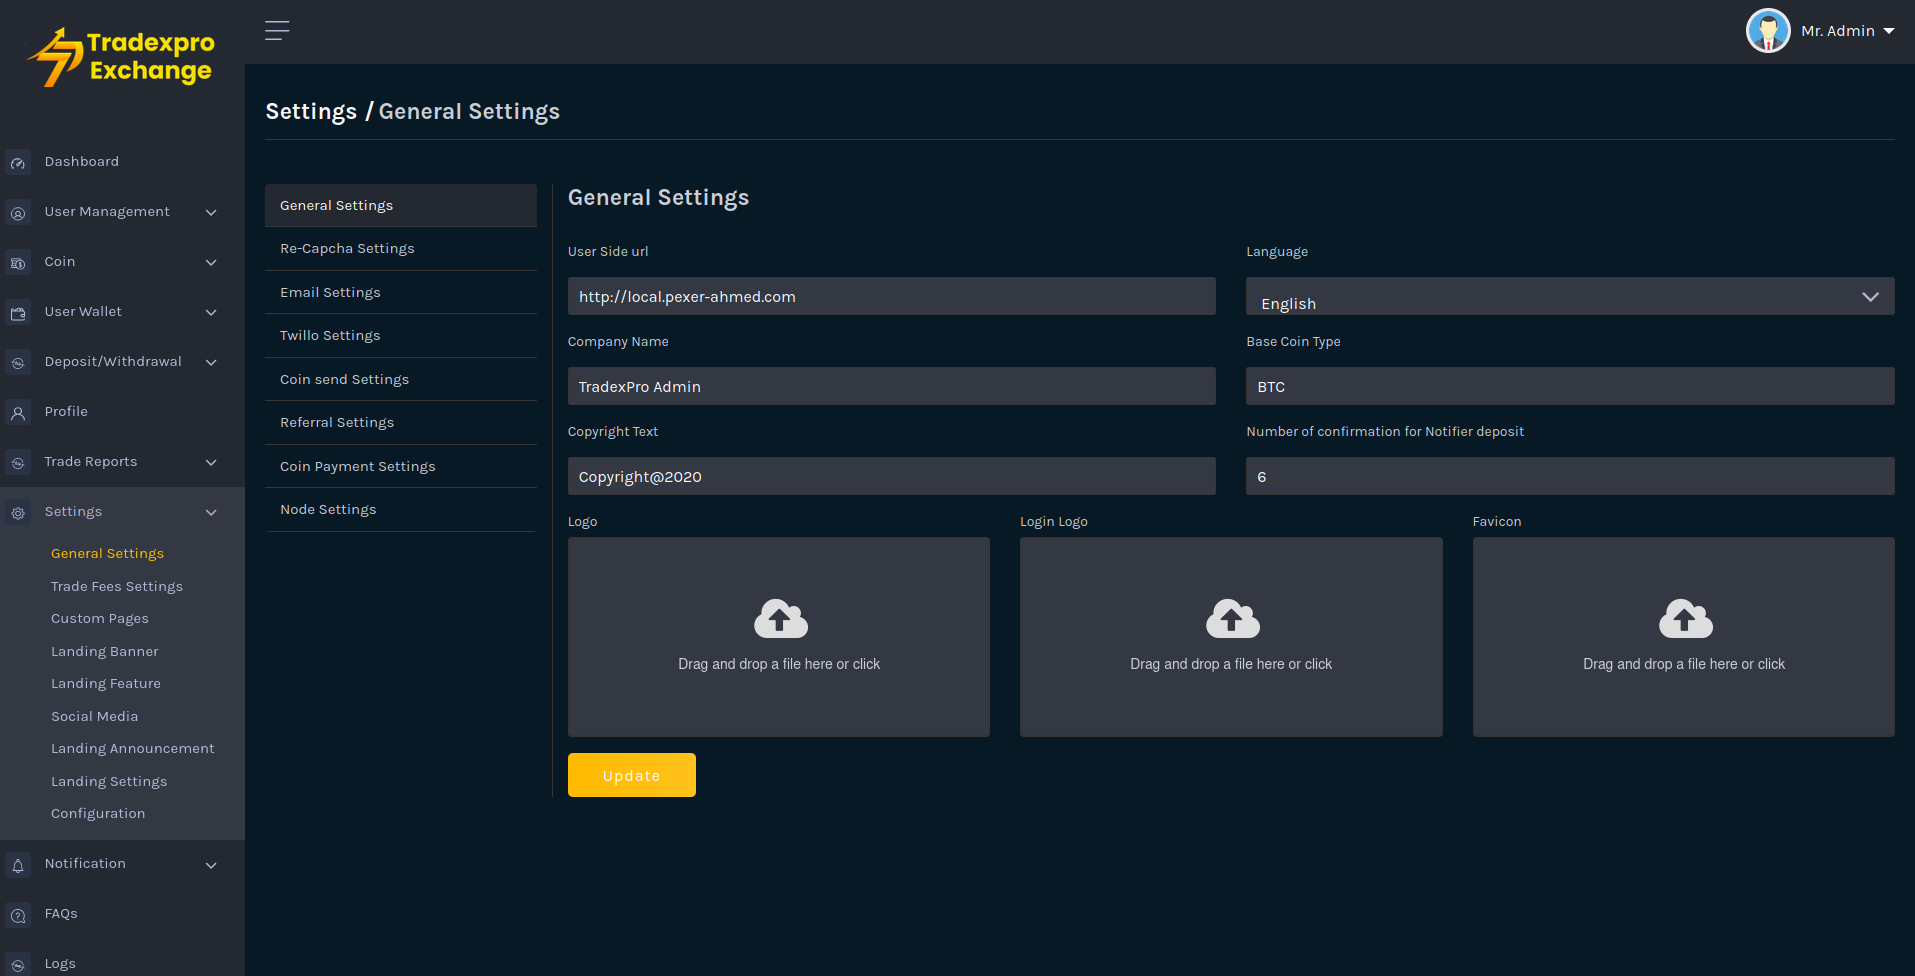 Tradexpro
Exchange
Mr. Admin
Settings / General Settings
Dashboard
User Management
Coin
User Wallet
Deposit/Withdrawal
Profile
Trade Reports
Settings
General Settings
Trade Fees Settings
Custom Pages
Landing Banner
Landing Feature
Social Media
Landing Announcement
Landing Settings
Configuration
Notification
FAQs
Logs
General Settings
Re-Capcha Settings
Email Settings
Twillo Settings
Coin send Settings
Referral Settings
Coin Payment Settings
Node Settings
General Settings
User Side url
http://local.pexer-ahmed.com
Language
English
Company Name
TradexPro Admin
Base Coin Type
BTC
Copyright Text
Copyright@2020
Number of confirmation for Notifier deposit
6
Logo
Drag and drop a file here or click
Login Logo
Drag and drop a file here or click
Favicon
Drag and drop a file here or click
Update